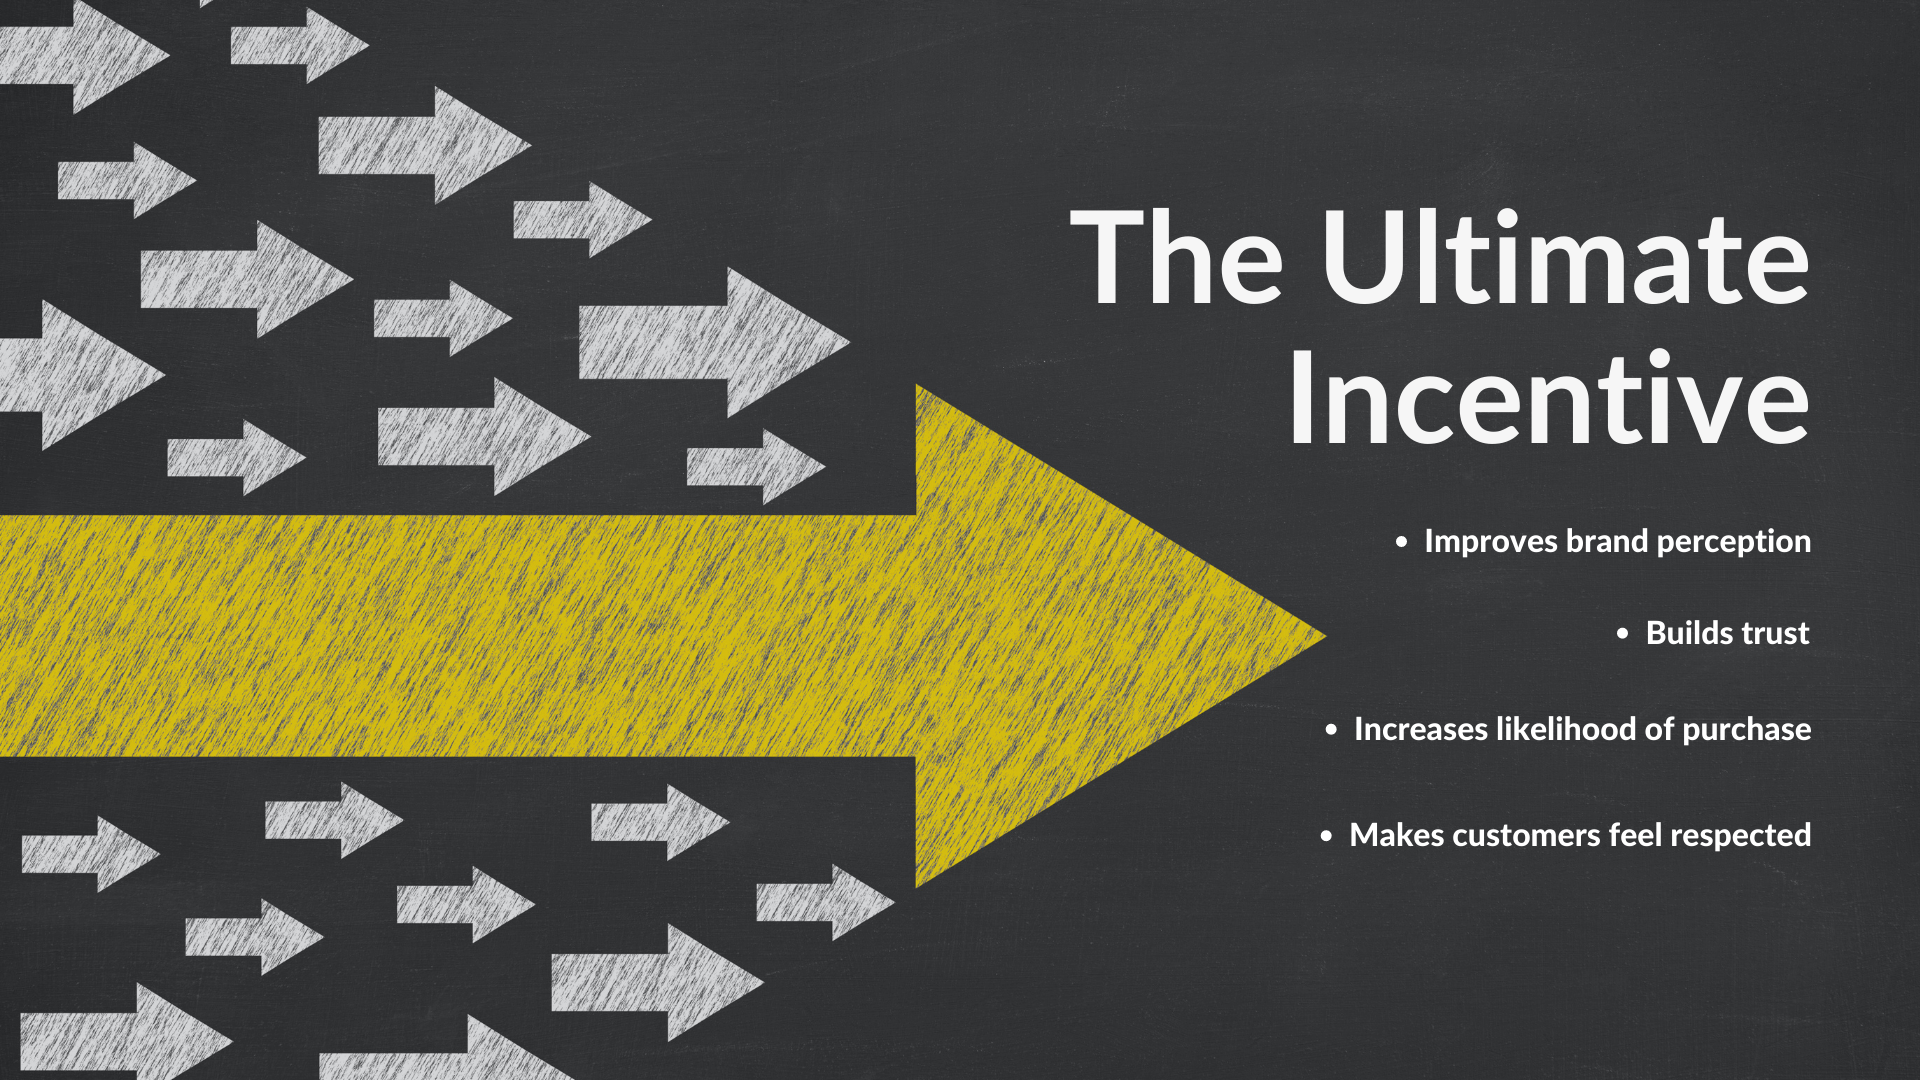 The Ultimate
Incentive
• Improves brand perception
• Builds trust
• Increases likelihood of purchase
• Makes customers feel respected